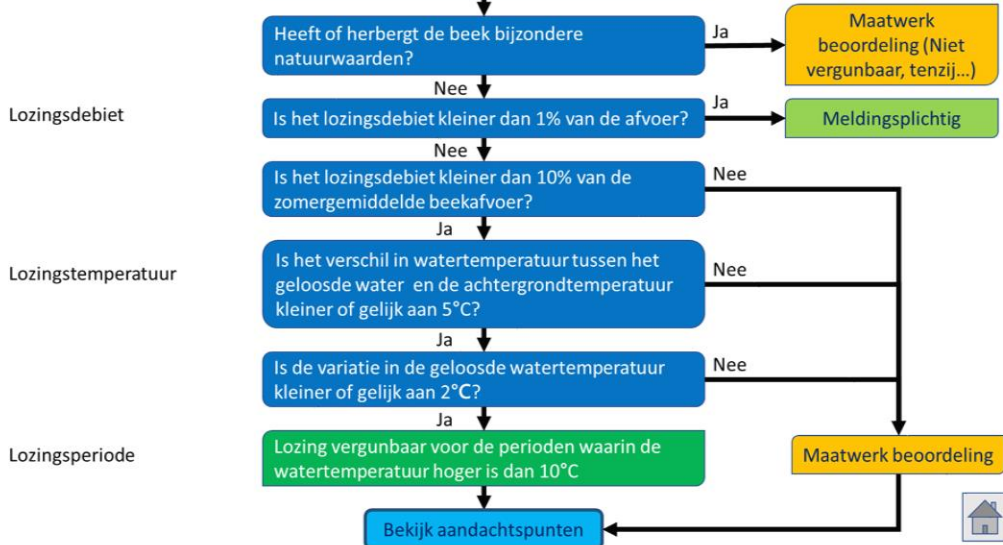 Heeft of herbergt de beek bijzondere
natuurwaarden?
Ja
Maatwerk
beoordeling (Niet
vergunbaar, tenzij...)
Nee
Lozingsdebiet
Is het lozingsdebiet kleiner dan 1% van de afvoer?
Ja
Meldingsplichtig
Nee
Is het lozingsdebiet kleiner dan 10% van de
zomergemiddelde beekafvoer?
Nee
Ja
Lozingstemperatuur
Is het verschil in watertemperatuur tussen het
geloosde water en de achtergrondtemperatuur
kleiner of gelijk aan 5°C?
Nee
Ja
Is de variatie in de geloosde watertemperatuur
kleiner of gelijk aan 2°C?
Nee
Ja
Lozingsperiode
Lozing vergunbaar voor de perioden waarin de
watertemperatuur hoger is dan 10°C
Maatwerk beoordeling
Bekijk aandachtspunten